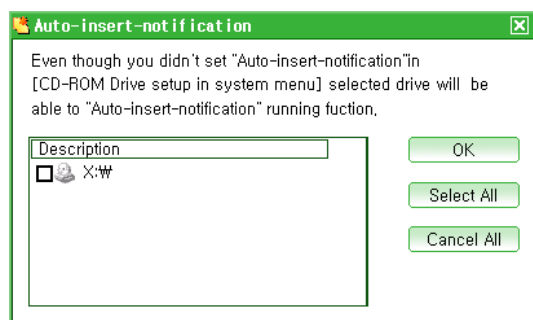 Auto-insert-notification
Even though you didn't set "Auto-insert-notification"in
[CD-ROM Drive setup in system menu] selected drive will be
able to "Auto-insert-notification" running fuction,
Description
OK
X:₩
Select All
Cancel All